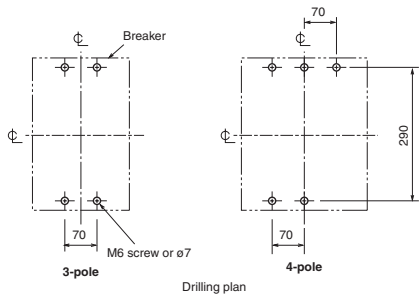 70
℄
Breaker
℄
℄
℄
290
70
70
M6 screw or ø7
3-pole
4-pole
Drilling plan